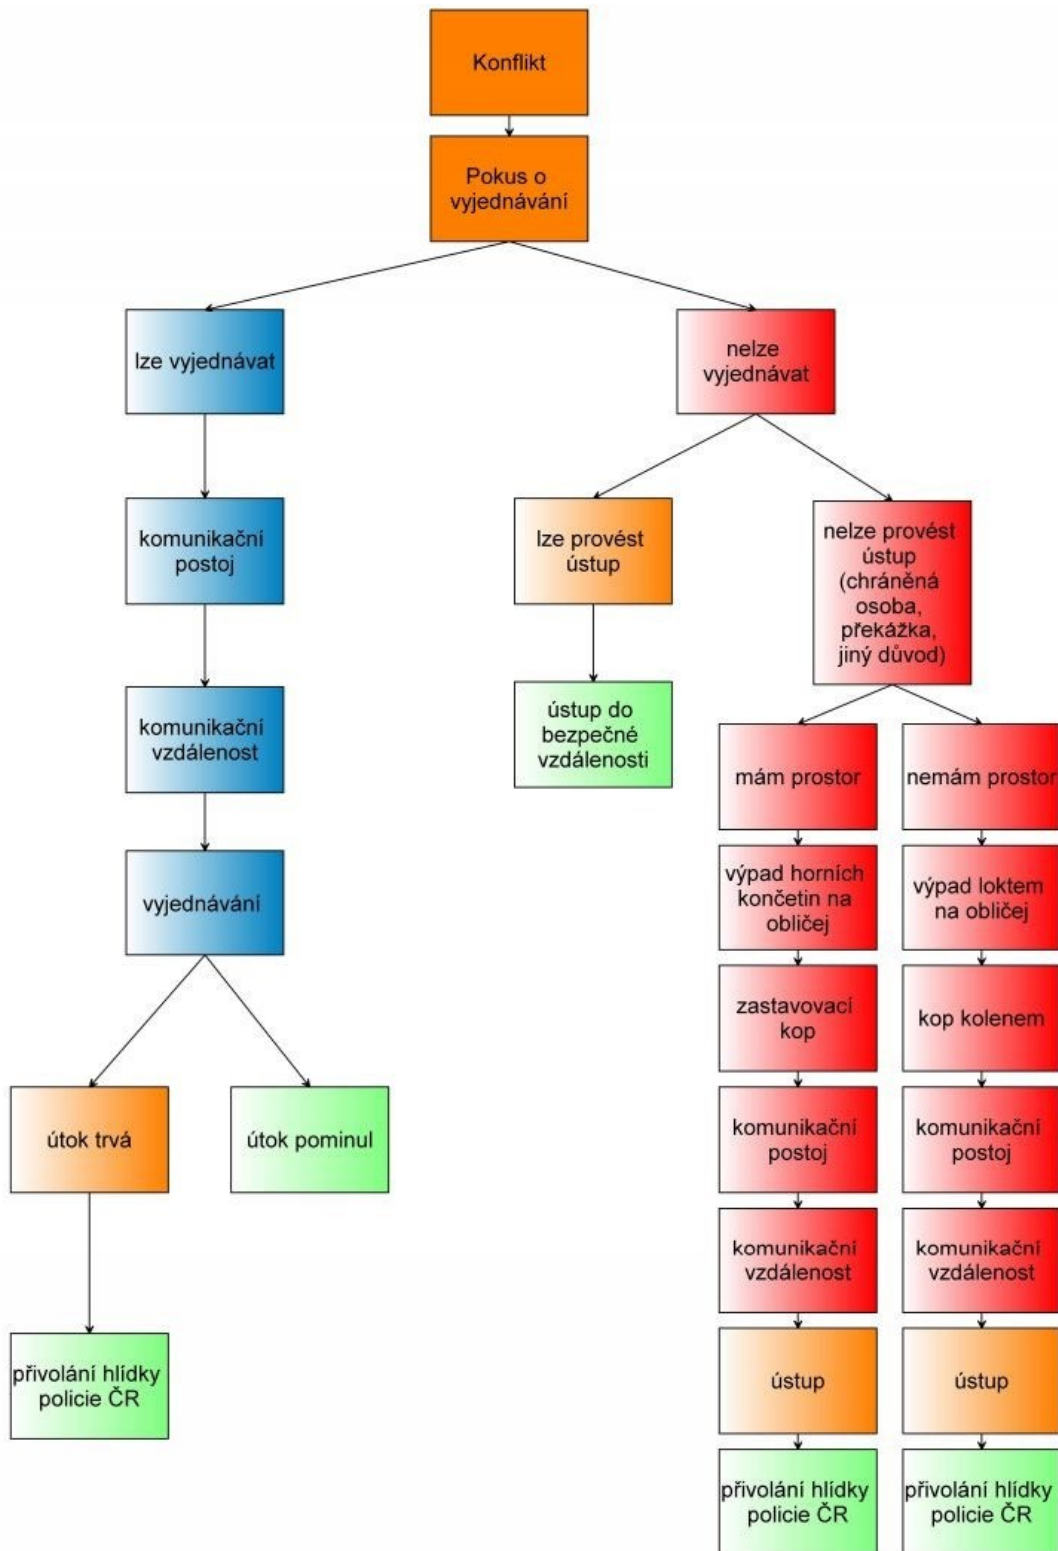 Konflikt
Pokus o
vyjednávání
lze vyjednávat
nelze
vyjednávat
komunikační
postoj
lze provést
ústup
nelze provést
ústup
(chráněná
osoba,
překážka,
jiný důvod)
komunikační
vzdálenost
ústup do
bezpečné
vzdálenosti
mám prostor
nemám prostor
vyjednávání
výpad horních
končetin na
obličej
výpad loktem
na obličej
zastavovací
kop
kop kolenem
útok trvá
útok pominul
komunikační
postoj
komunikační
postoj
komunikační
vzdálenost
komunikační
vzdálenost
přivolání hlídky
policie ČR
ústup
ústup
přivolání hlídky
policie ČR
přivolání hlídky
policie ČR